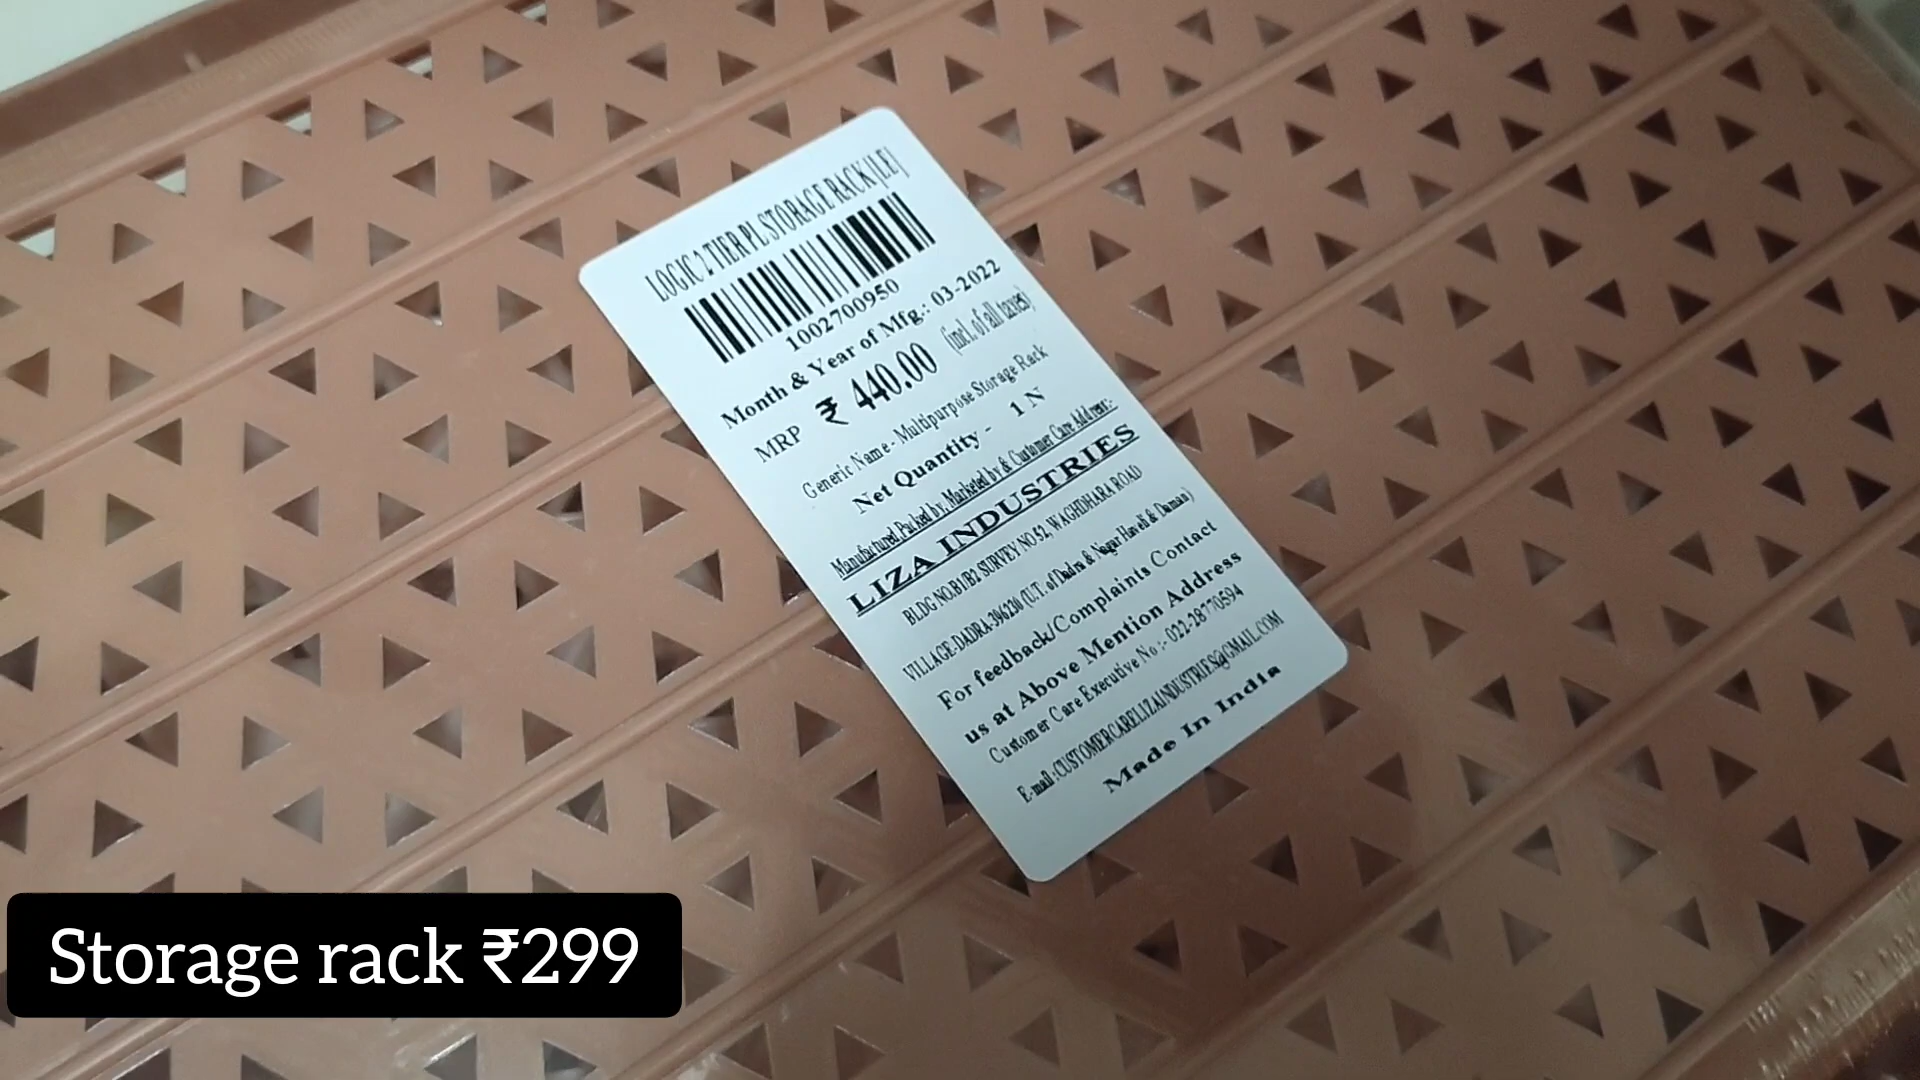 LOGIC 2 TIER PL STORAGE RACK (LE)
1002700950
Month & Year of Mfg.: 03-2022
MRP ₹ 440.00 (incl. of all taxes)
Generic Name - Multipurpose Storage Rack
Net Quantity - 1 N
Manufactured, Packed by, Marketed by & Customer Care Address:-
LIZA INDUSTRIES
BLDG NO.B1/B2 SURVEY NO 52, WAGHDHARA ROAD
VILLAGE-DADRA-396230 (U.T. of Dadra & Nagar Haveli & Daman)
For feedback/Complaints Contact
us at Above Mention Address
Customer Care Executive No :- 022-28770594
E-mail : CUSTOMERCARELIZAINDUSTRIES@GMAIL.COM
Made In India
Storage rack ₹299